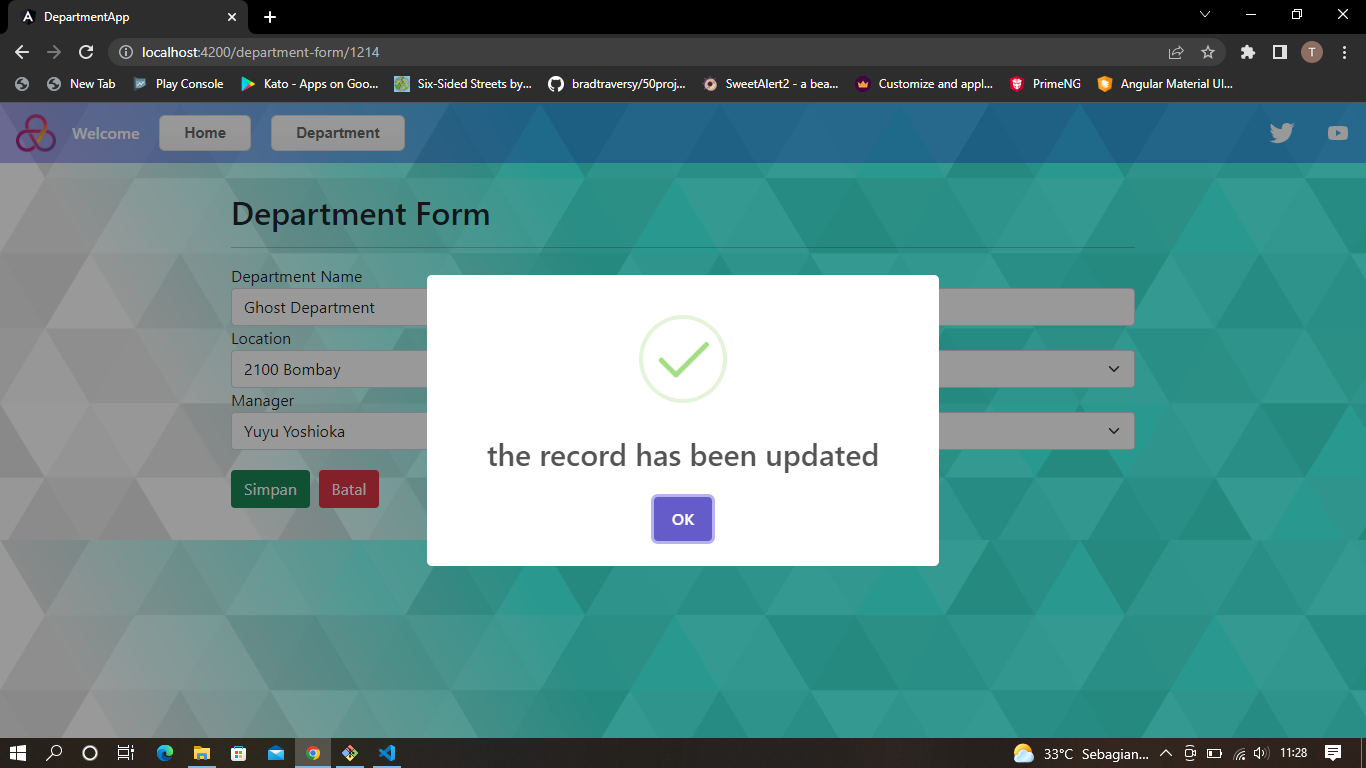 DepartmentApp
localhost:4200/department-form/1214
T
New Tab
Play Console
Kato - Apps on Goo...
Six-Sided Streets by...
bradtraversy/50proj...
SweetAlert2 - a bea...
Customize and appl...
PrimeNG
Angular Material UI...
Welcome
Home
Department
Department Form
Department Name
Ghost Department
Location
2100 Bombay
Manager
Yuyu Yoshioka
Simpan
Batal
the record has been updated
OK
33°C Sebagian...
11:28